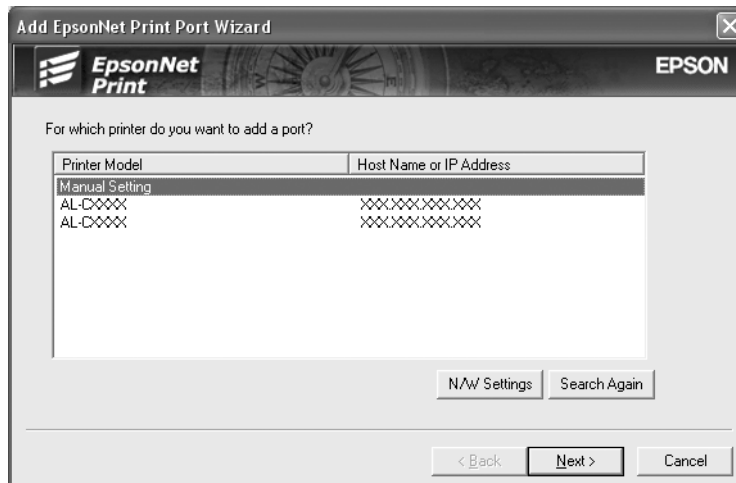 Add EpsonNet Print Port Wizard
EpsonNet
Print
EPSON
For which printer do you want to add a port?
Printer Model Host Name or IP Address
Manual Setting
AL-CXXXX XXX.XXX.XXX.XXX
AL-CXXXX XXX.XXX.XXX.XXX
N/W Settings Search Again
< Back Next > Cancel